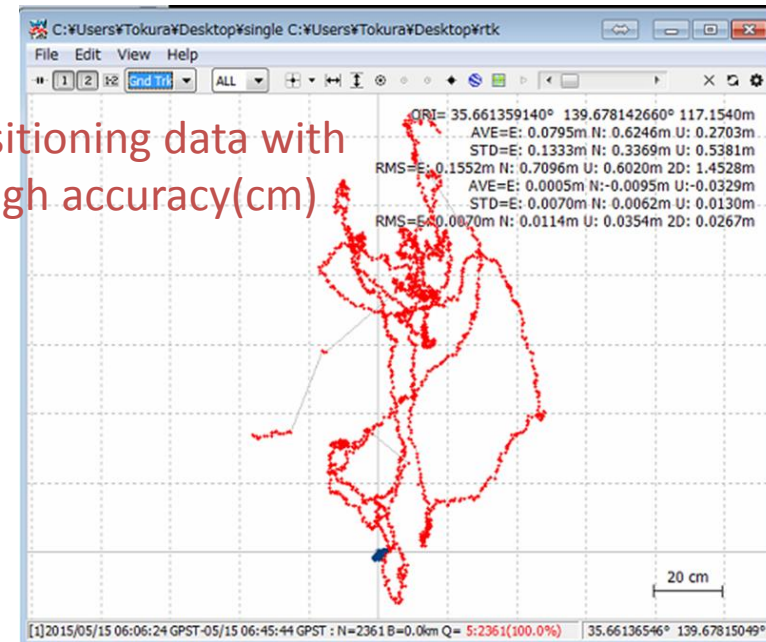 C:¥Users¥Tokura¥Desktop¥single C:¥Users¥Tokura¥Desktop¥rtk
File Edit View Help
1 2 1-2 Gnd Trk ALL
sitioning data with
gh accuracy(cm)
ORI= 35.661359140° 139.678142660° 117.1540m
AVE=E: 0.0795m N: 0.6246m U: 0.2703m
STD=E: 0.1333m N: 0.3369m U: 0.5381m
RMS=E: 0.1552m N: 0.7096m U: 0.6020m 2D: 1.4528m
AVE=E: 0.0005m N:-0.0095m U:-0.0329m
STD=E: 0.0070m N: 0.0062m U: 0.0130m
RMS=E: 0.0070m N: 0.0114m U: 0.0354m 2D: 0.0267m
20 cm
[1]2015/05/15 06:06:24 GPST-05/15 06:45:44 GPST : N=2361 B=0.0km Q= 5:2361(100.0%) 35.66136546° 139.67815049°